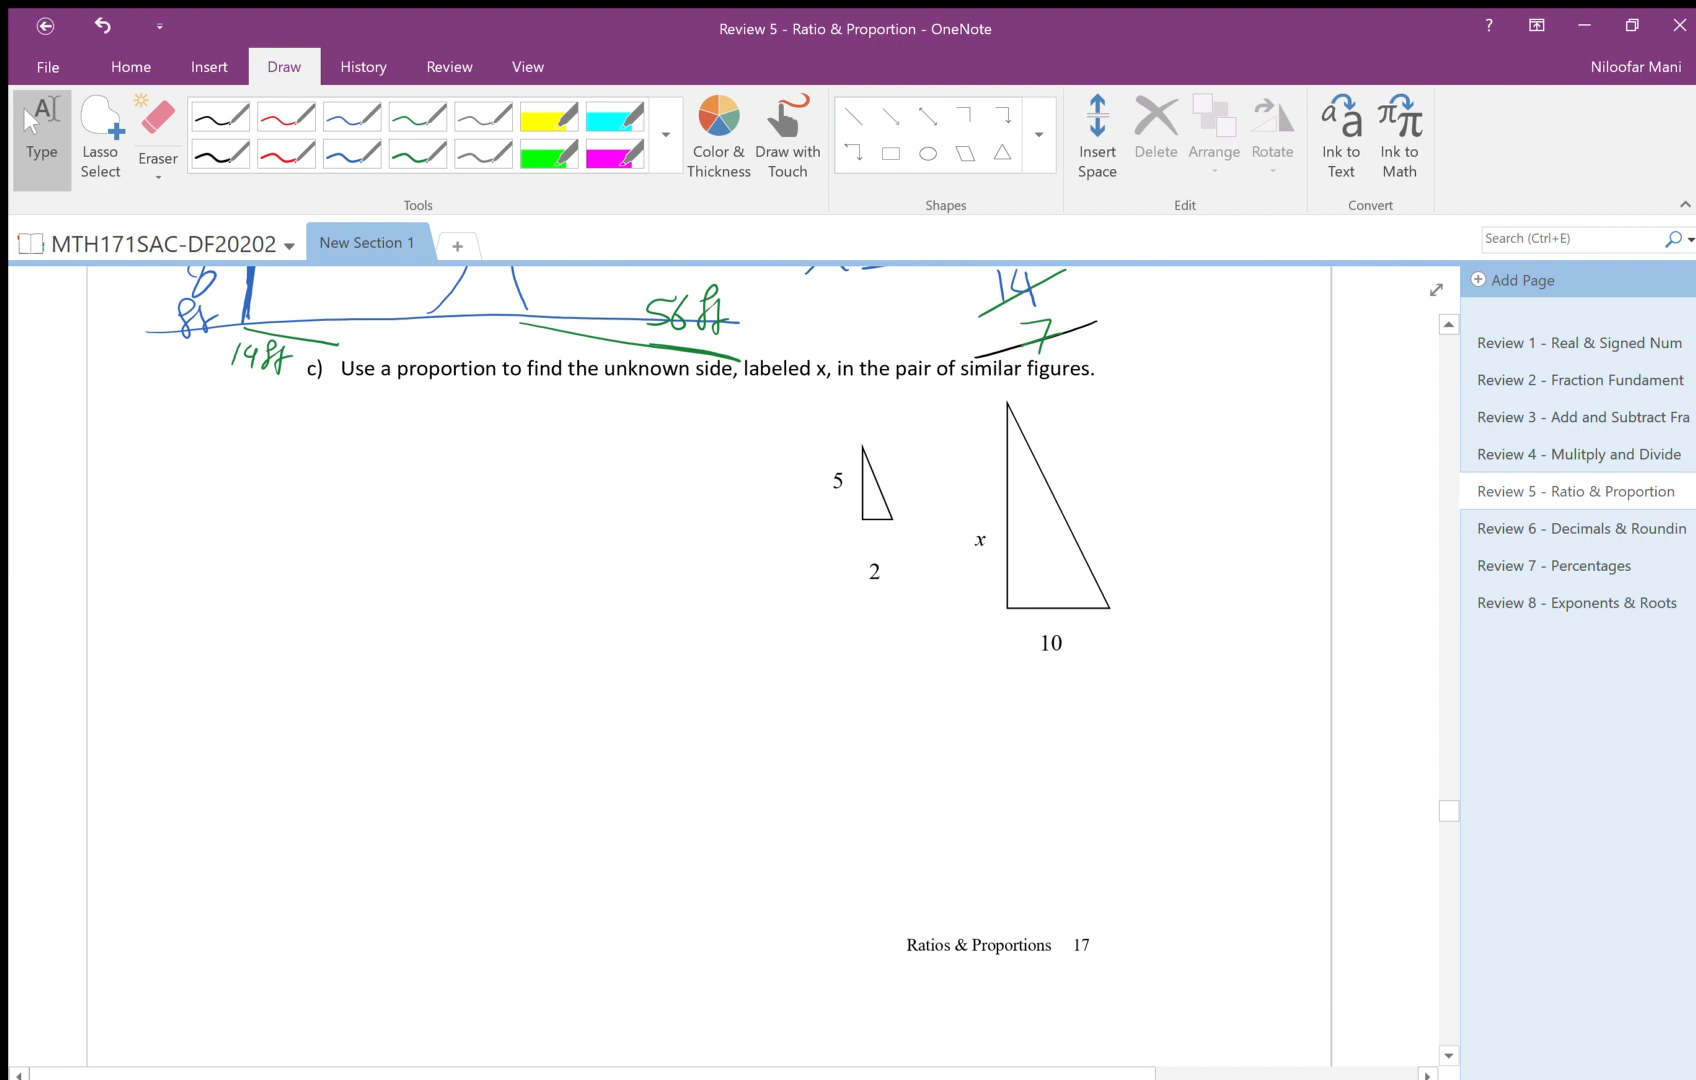 Review 5 - Ratio & Proportion - OneNote
?
File Home Insert Draw History Review View
Niloofar Mani
Type
Lasso Select
Eraser
Color & Thickness
Draw with Touch
Insert Space
Delete
Arrange
Rotate
Ink to Text
Ink to Math
Tools Shapes Edit Convert
MTH171SAC-DF20202
New Section 1
+
Search (Ctrl+E)
Add Page
Review 1 - Real & Signed Num
Review 2 - Fraction Fundament
Review 3 - Add and Subtract Fra
Review 4 - Mulitply and Divide
Review 5 - Ratio & Proportion
Review 6 - Decimals & Roundin
Review 7 - Percentages
Review 8 - Exponents & Roots
14
56 ft
7
14 ft
c) Use a proportion to find the unknown side, labeled x, in the pair of similar figures.
5
x
2
10
Ratios & Proportions 17